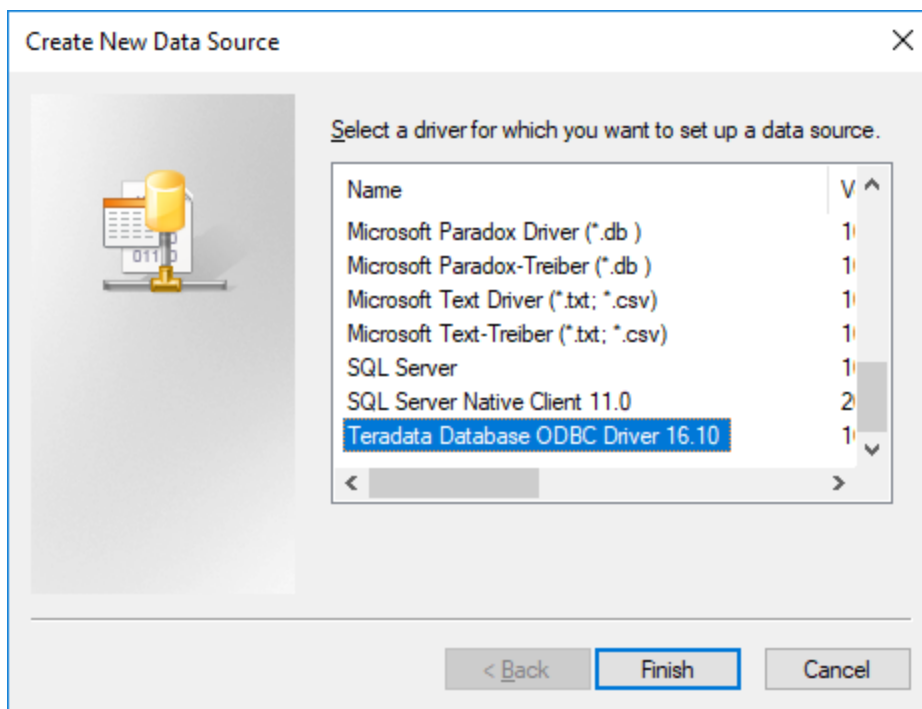 Create New Data Source
Select a driver for which you want to set up a data source.
Name V
Microsoft Paradox Driver (*.db )
Microsoft Paradox-Treiber (*.db )
Microsoft Text Driver (*.txt; *.csv)
Microsoft Text-Treiber (*.txt; *.csv)
SQL Server
SQL Server Native Client 11.0
Teradata Database ODBC Driver 16.10
< Back Finish Cancel